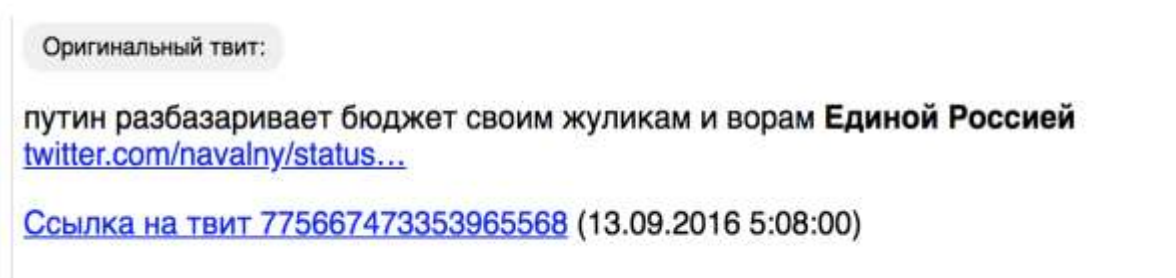 Оригинальный твит:
путин разбазаривает бюджет своим жуликам и ворам Единой Россией
twitter.com/navalny/status…
Ссылка на твит 775667473353965568 (13.09.2016 5:08:00)